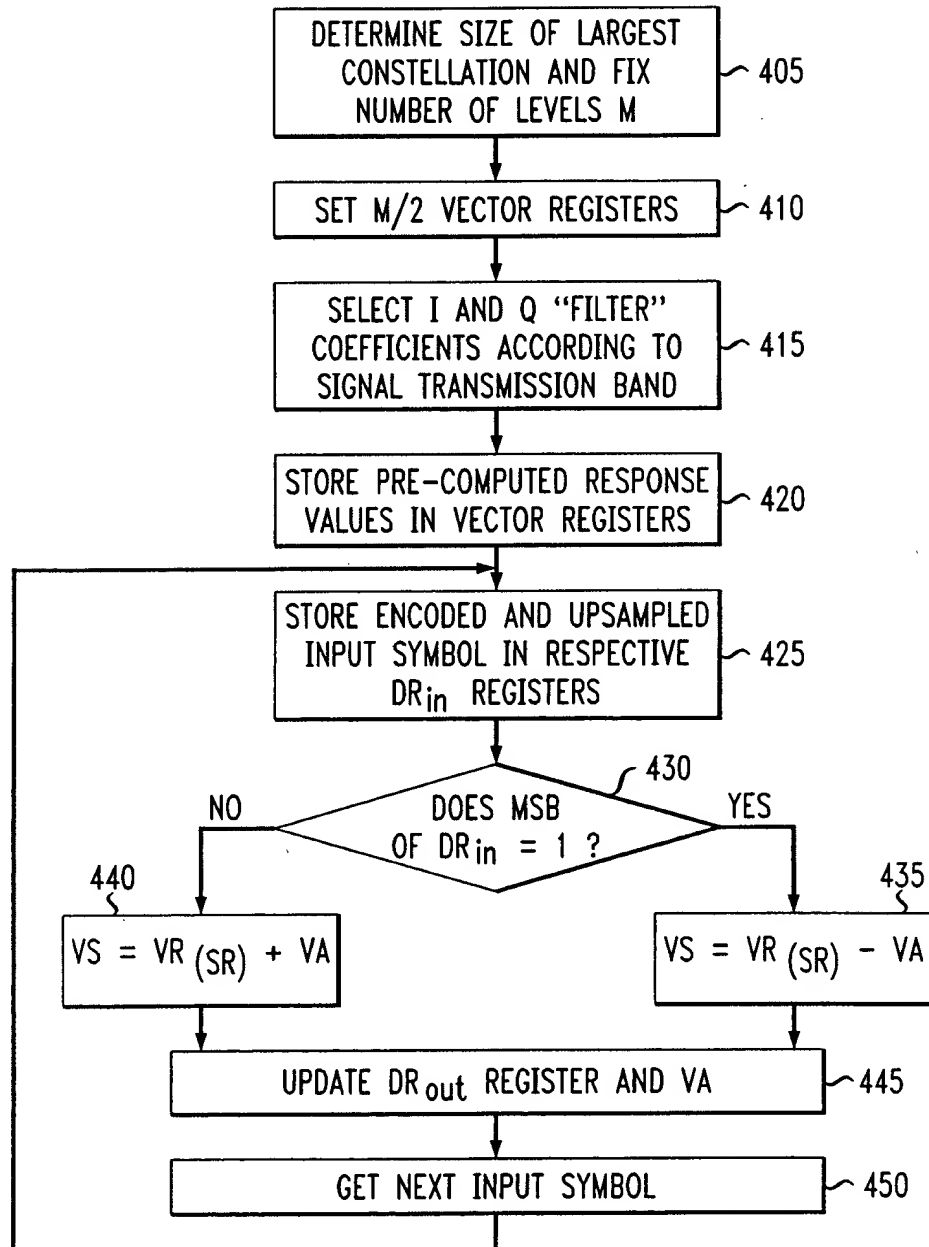 DETERMINE SIZE OF LARGEST
CONSTELLATION AND FIX
NUMBER OF LEVELS M
405
SET M/2 VECTOR REGISTERS
410
SELECT I AND Q “FILTER”
COEFFICIENTS ACCORDING TO
SIGNAL TRANSMISSION BAND
415
STORE PRE-COMPUTED RESPONSE
VALUES IN VECTOR REGISTERS
420
STORE ENCODED AND UPSAMPLED
INPUT SYMBOL IN RESPECTIVE
DRin REGISTERS
425
430
DOES MSB
OF DRin = 1 ?
NO
YES
440
VS = VR (SR) + VA
435
VS = VR (SR) - VA
UPDATE DRout REGISTER AND VA
445
GET NEXT INPUT SYMBOL
450